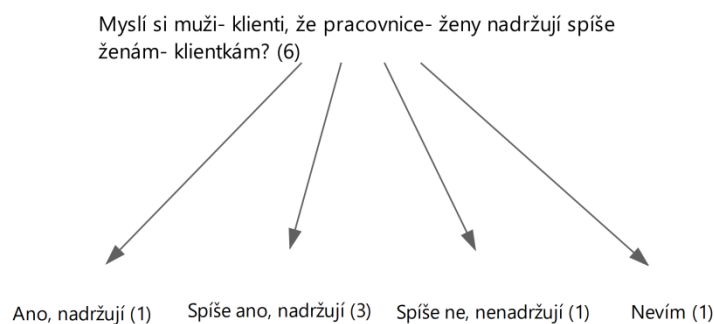 Myslí si muži- klienti, že pracovnice- ženy nadržují spíše
ženám- klientkám? (6)
Ano, nadržují (1)
Spíše ano, nadržují (3)
Spíše ne, nenadržují (1)
Nevím (1)